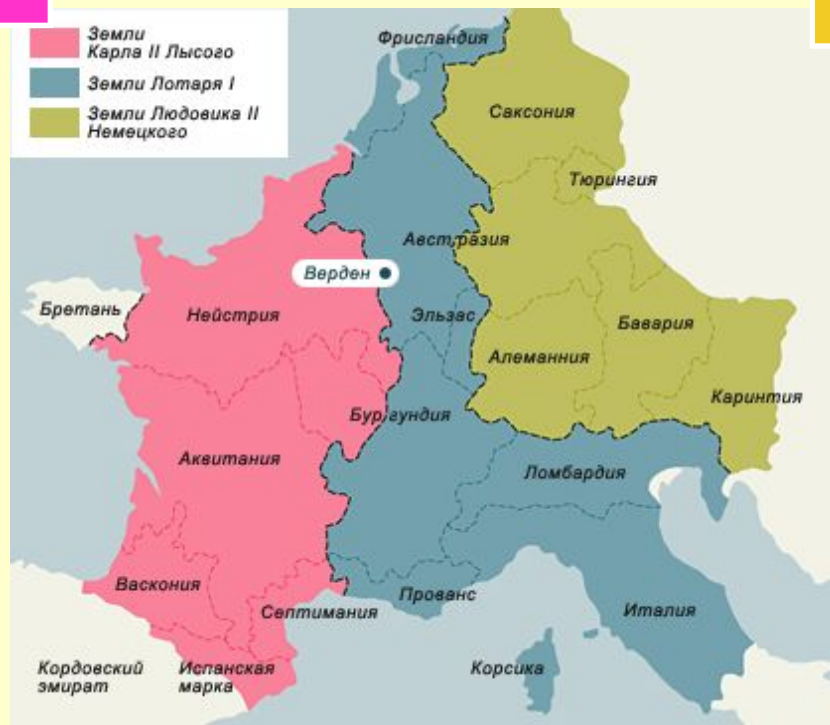 Земли
Карла II Лысого
Земли Лотаря I
Земли Людовика II
Немецкого
Фрисландия
Саксония
Тюрингия
Австразия
Верден
Бретань
Нейстрия
Эльзас
Бавария
Алеманния
Каринтия
Бургундия
Аквитания
Ломбардия
Васкония
Прованс
Септимания
Италия
Кордовский
эмират
Испанская
марка
Корсика